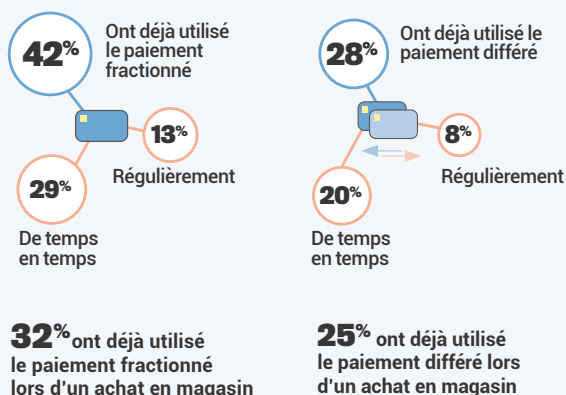 42%
Ont déjà utilisé
le paiement
fractionné
13%
Régulièrement
29%
De temps
en temps
28%
Ont déjà utilisé le
paiement différé
8%
Régulièrement
20%
De temps
en temps
32% ont déjà utilisé
le paiement fractionné
lors d'un achat en magasin
25% ont déjà utilisé
le paiement différé lors
d'un achat en magasin